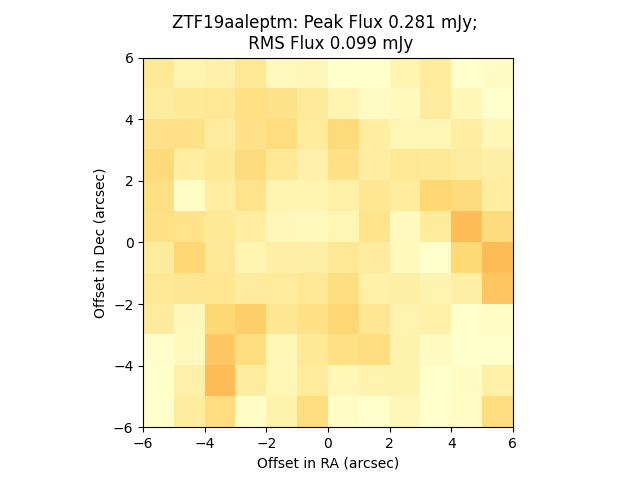 ZTF19aaleptm: Peak Flux 0.281 mJy;
RMS Flux 0.099 mJy
6
4
2
0
−2
−4
−6
Offset in Dec (arcsec)
−6 −4 −2 0 2 4 6
Offset in RA (arcsec)